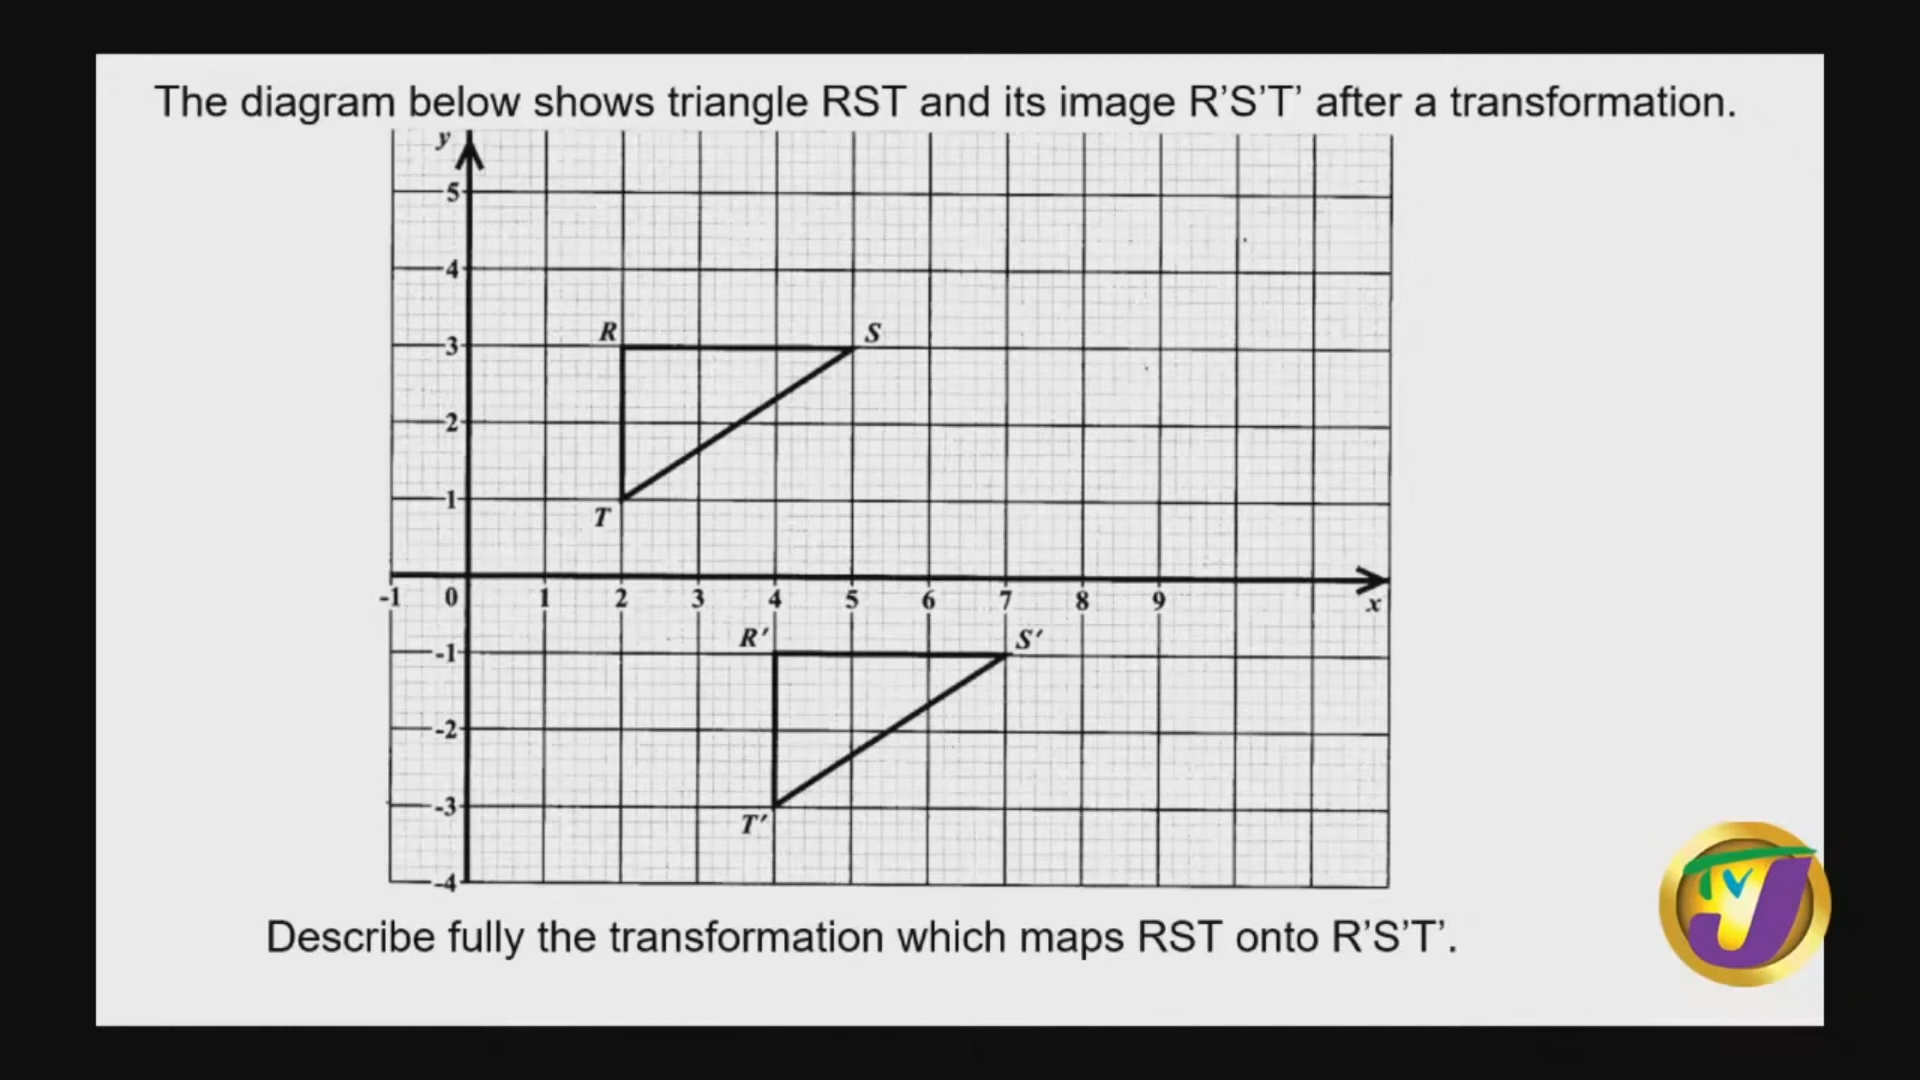 The diagram below shows triangle RST and its image R’S’T’ after a transformation.
y
5
4
R S
3
2
1
T
-1 0 1 2 3 4 5 6 7 8 9 x
R′ S′
-1
-2
-3
T′
-4
Describe fully the transformation which maps RST onto R’S’T’.
TVJ